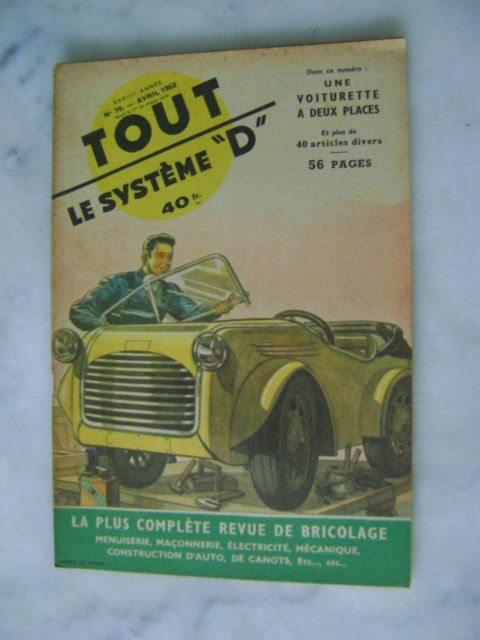 N° 76. — AVRIL 1952
TOUT
LE SYSTÈME "D"
40 fr.
Dans ce numéro :
UNE
VOITURETTE
A DEUX PLACES
Et plus de
40 articles divers
56 PAGES
LA PLUS COMPLÈTE REVUE DE BRICOLAGE
MENUISERIE, MAÇONNERIE, ÉLECTRICITÉ, MÉCANIQUE,
CONSTRUCTION D'AUTO, DE CANOTS, Etc..., etc...